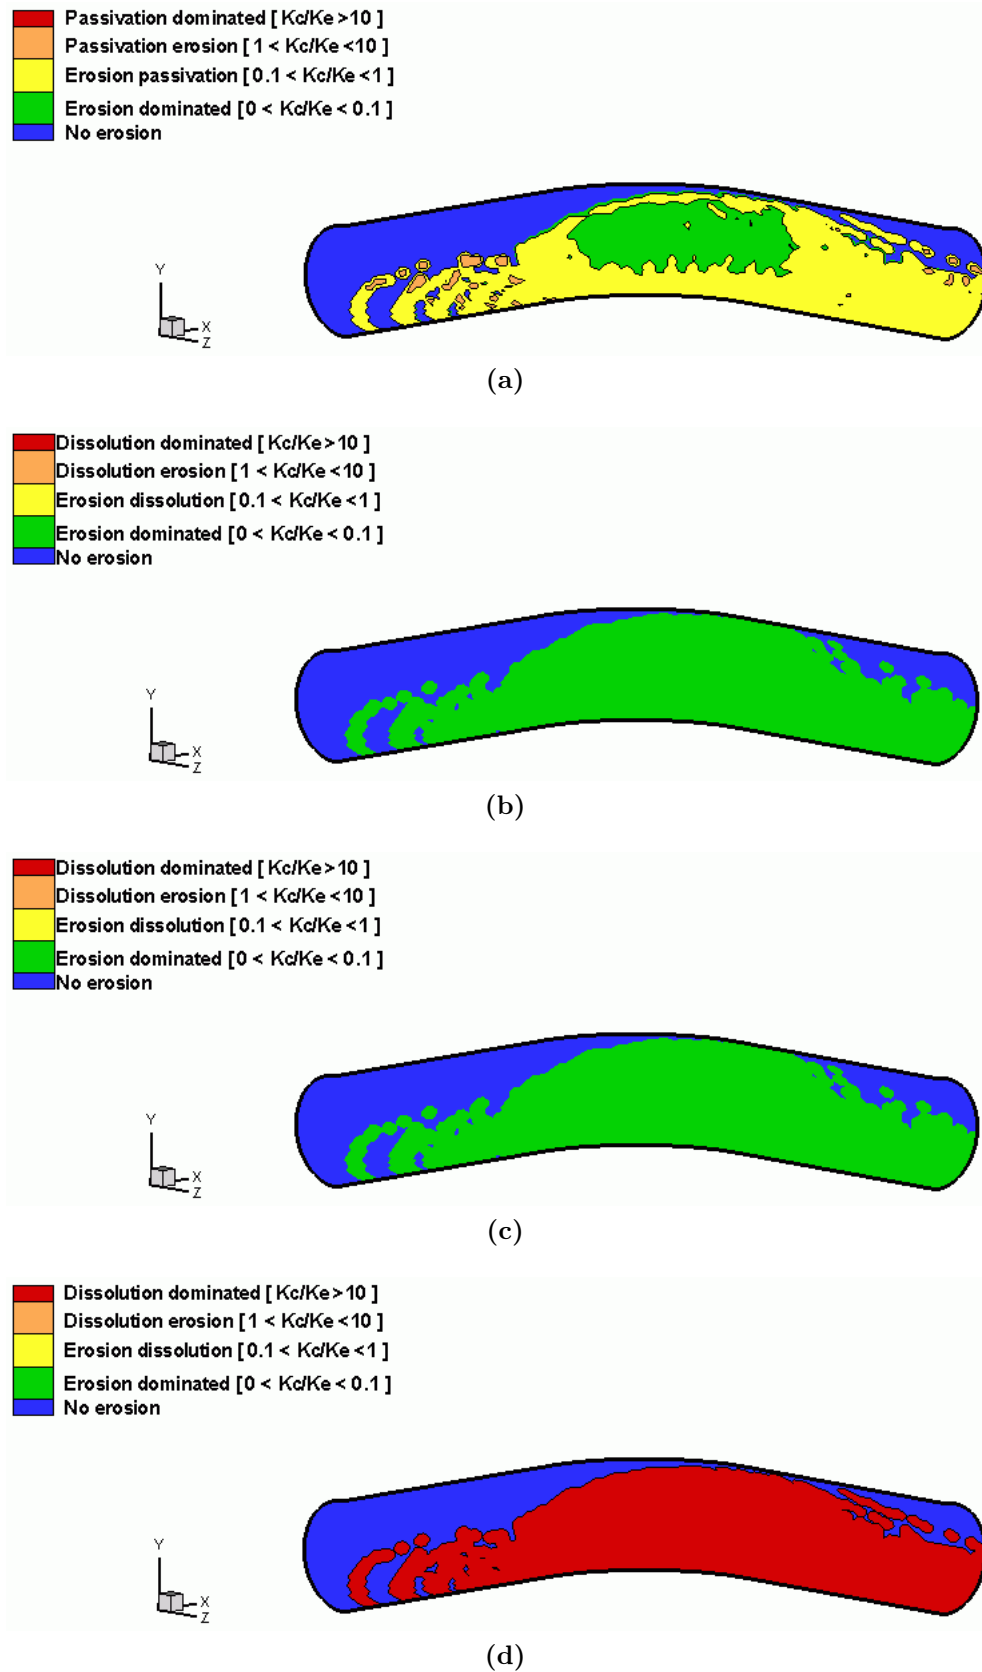 Passivation dominated [ Kc/Ke >10 ]
Passivation erosion [ 1 < Kc/Ke <10 ]
Erosion passivation [ 0.1 < Kc/Ke <1 ]
Erosion dominated [0 < Kc/Ke < 0.1 ]
No erosion
Y
X
Z
(a)
Dissolution dominated [ Kc/Ke >10 ]
Dissolution erosion [ 1 < Kc/Ke <10 ]
Erosion dissolution [ 0.1 < Kc/Ke <1 ]
Erosion dominated [0 < Kc/Ke < 0.1 ]
No erosion
Y
X
Z
(b)
Dissolution dominated [ Kc/Ke >10 ]
Dissolution erosion [ 1 < Kc/Ke <10 ]
Erosion dissolution [ 0.1 < Kc/Ke <1 ]
Erosion dominated [0 < Kc/Ke < 0.1 ]
No erosion
Y
X
Z
(c)
Dissolution dominated [ Kc/Ke >10 ]
Dissolution erosion [ 1 < Kc/Ke <10 ]
Erosion dissolution [ 0.1 < Kc/Ke <1 ]
Erosion dominated [0 < Kc/Ke < 0.1 ]
No erosion
Y
X
Z
(d)